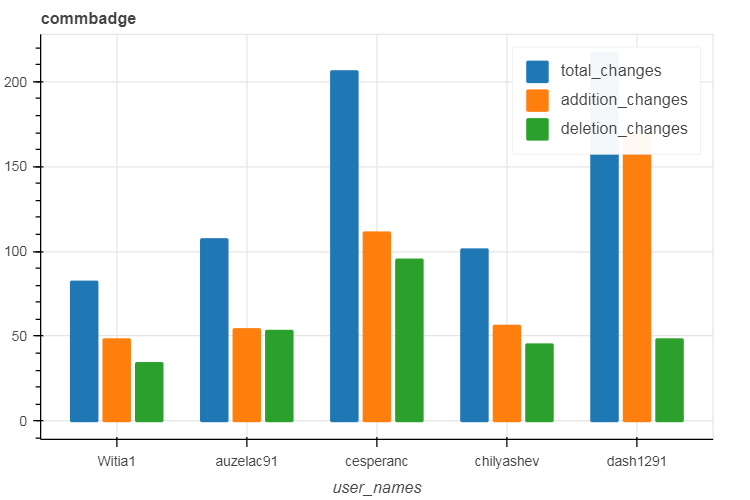 commbadge
total_changes
addition_changes
deletion_changes
200
150
100
50
0
Witia1 auzelac91 cesperanc chilyashev dash1291
user_names